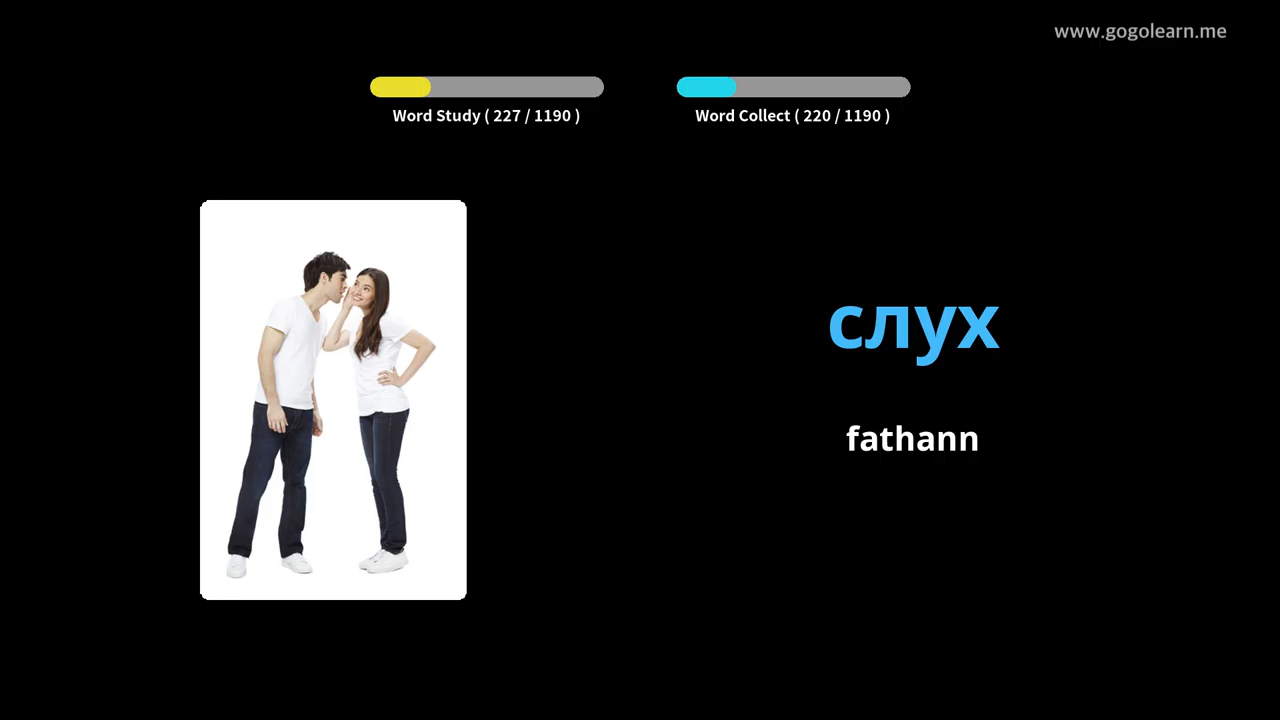 www.gogolearn.me
Word Study ( 227 / 1190 )
Word Collect ( 220 / 1190 )
слух
fathann